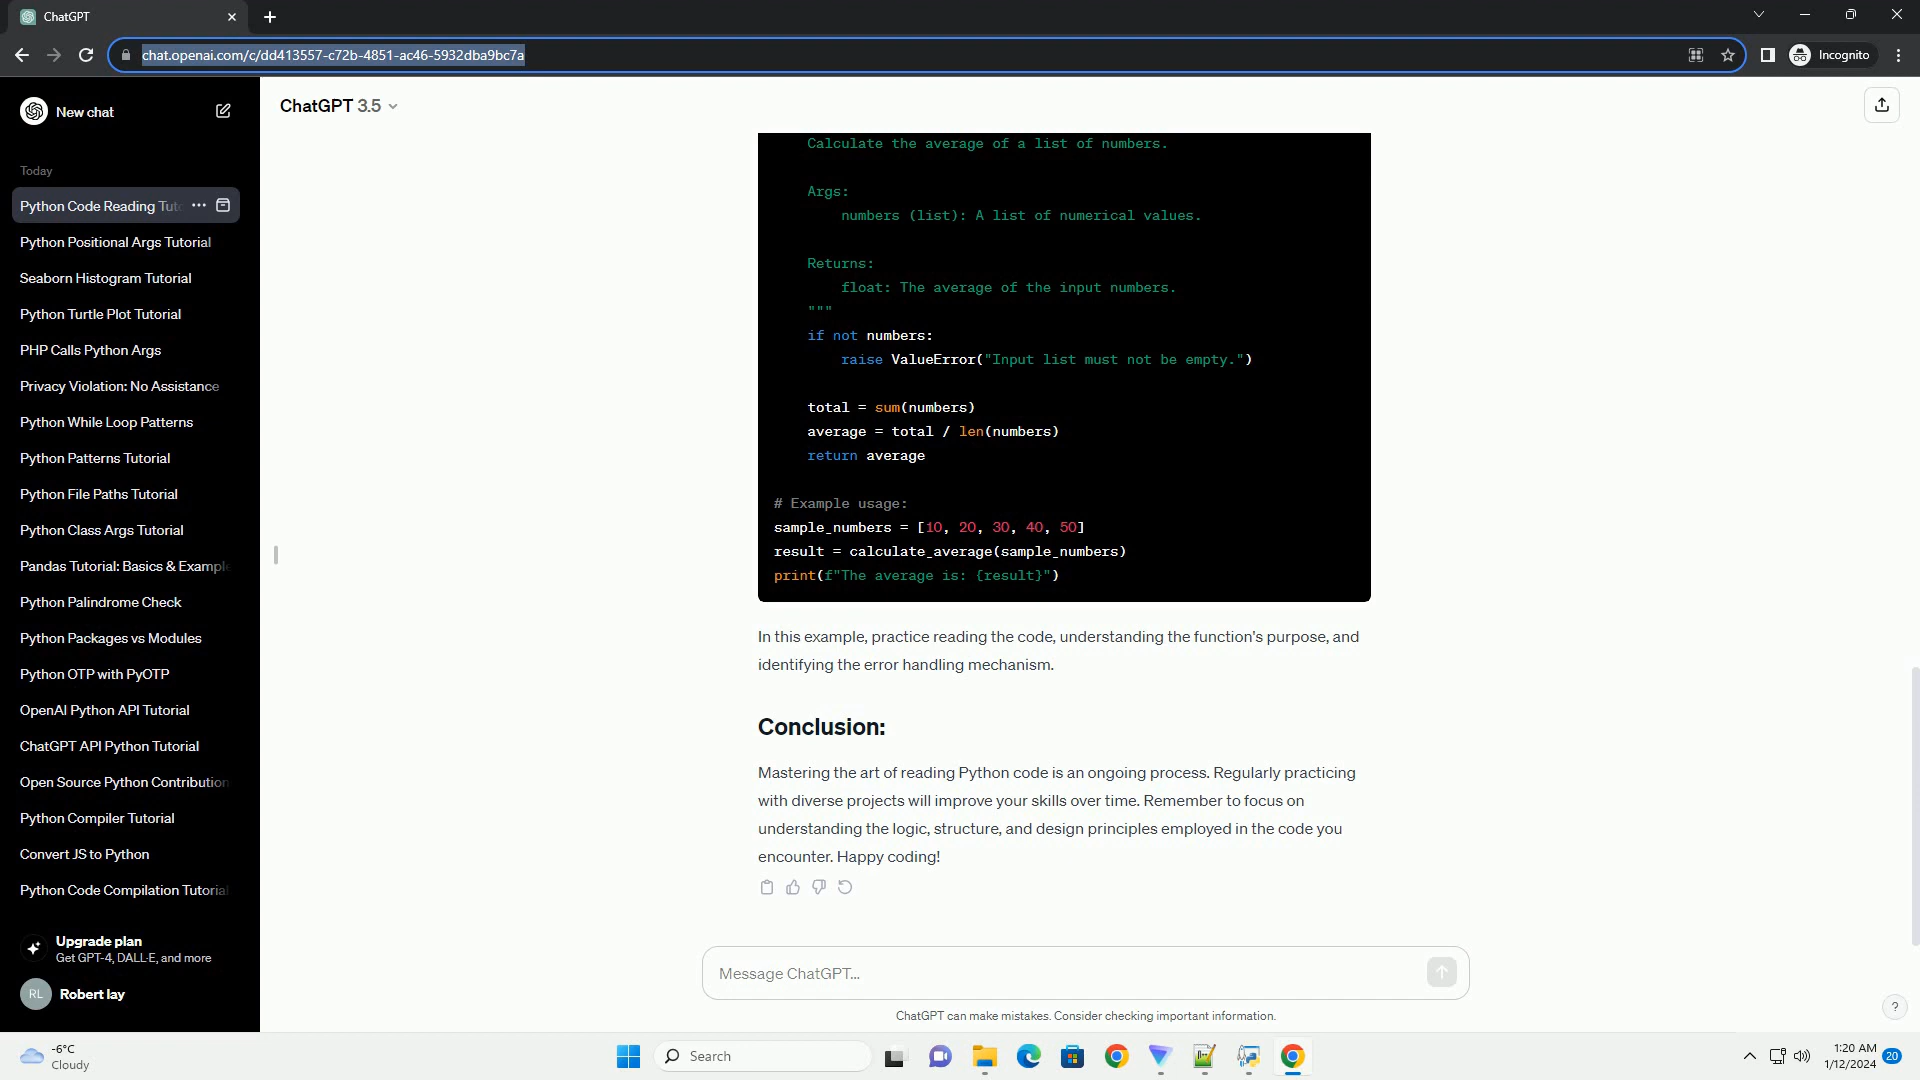 ChatGPT
chat.openai.com/c/dd413557-c72b-4851-ac46-5932dba9bc7a
Incognito
New chat
ChatGPT 3.5
Today
Python Code Reading Tut
Python Positional Args Tutorial
Seaborn Histogram Tutorial
Python Turtle Plot Tutorial
PHP Calls Python Args
Privacy Violation: No Assistance
Python While Loop Patterns
Python Patterns Tutorial
Python File Paths Tutorial
Python Class Args Tutorial
Pandas Tutorial: Basics & Exampl
Python Palindrome Check
Python Packages vs Modules
Python OTP with PyOTP
OpenAI Python API Tutorial
ChatGPT API Python Tutorial
Open Source Python Contribution
Python Compiler Tutorial
Convert JS to Python
Python Code Compilation Tutorial
Upgrade plan
Get GPT-4, DALL·E, and more
RL
Robert lay
Calculate the average of a list of numbers.
Args:
numbers (list): A list of numerical values.
Returns:
float: The average of the input numbers.
"""
if not numbers:
raise ValueError("Input list must not be empty.")
total = sum(numbers)
average = total / len(numbers)
return average
# Example usage:
sample_numbers = [10, 20, 30, 40, 50]
result = calculate_average(sample_numbers)
print(f"The average is: {result}")
In this example, practice reading the code, understanding the function's purpose, and
identifying the error handling mechanism.
Conclusion:
Mastering the art of reading Python code is an ongoing process. Regularly practicing
with diverse projects will improve your skills over time. Remember to focus on
understanding the logic, structure, and design principles employed in the code you
encounter. Happy coding!
Message ChatGPT...
ChatGPT can make mistakes. Consider checking important information.
?
-6°C
Cloudy
Search
1:20 AM
1/12/2024
20